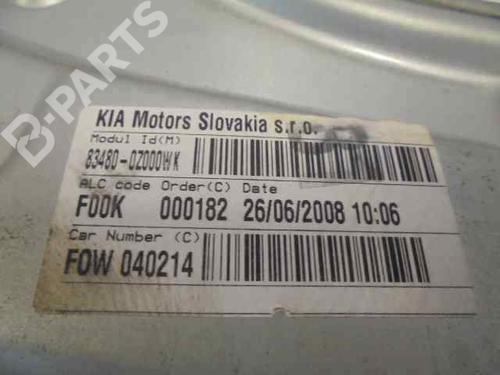 B-PARTS
KIA Motors Slovakia s.r.o.
Modul Id(M)
83480-0Z000WK
ALC code Order(C) Date
F00K 000182 26/06/2008 10:06
Car Number (C)
FOW 040214